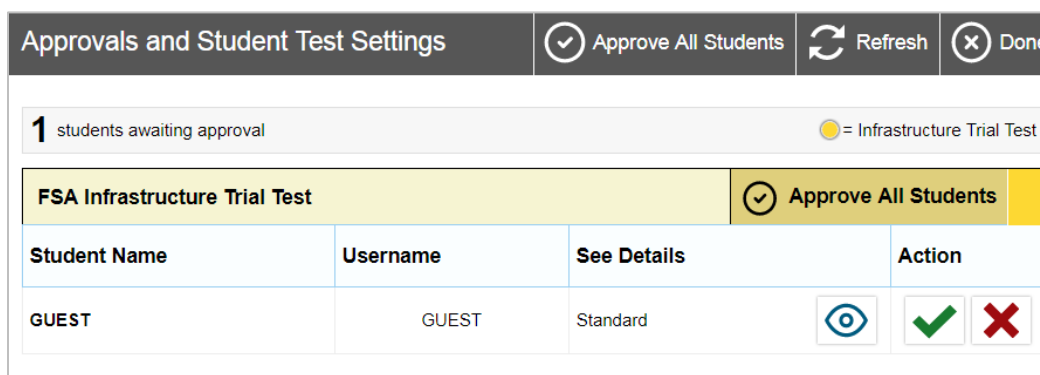 Approvals and Student Test Settings Approve All Students Refresh Done
1 students awaiting approval = Infrastructure Trial Test
FSA Infrastructure Trial Test Approve All Students
Student Name Username See Details Action
GUEST GUEST Standard